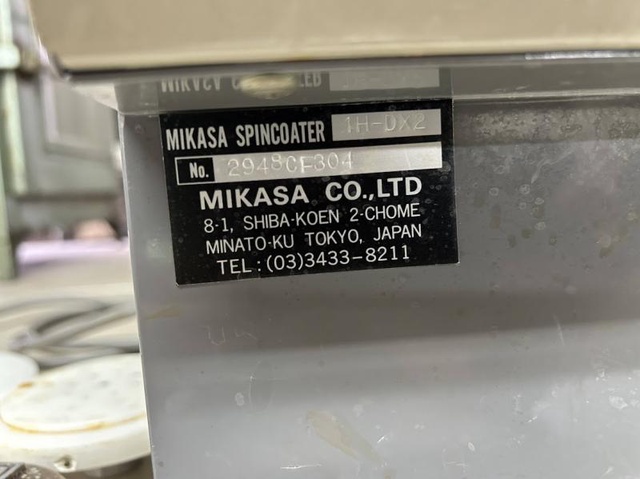 MIKASA SPINCOATER 1H-DX2
No. 2948CF304
MIKASA CO.,LTD
8-1, SHIBA-KOEN 2-CHOME
MINATO-KU TOKYO, JAPAN
TEL : (03)3433-8211